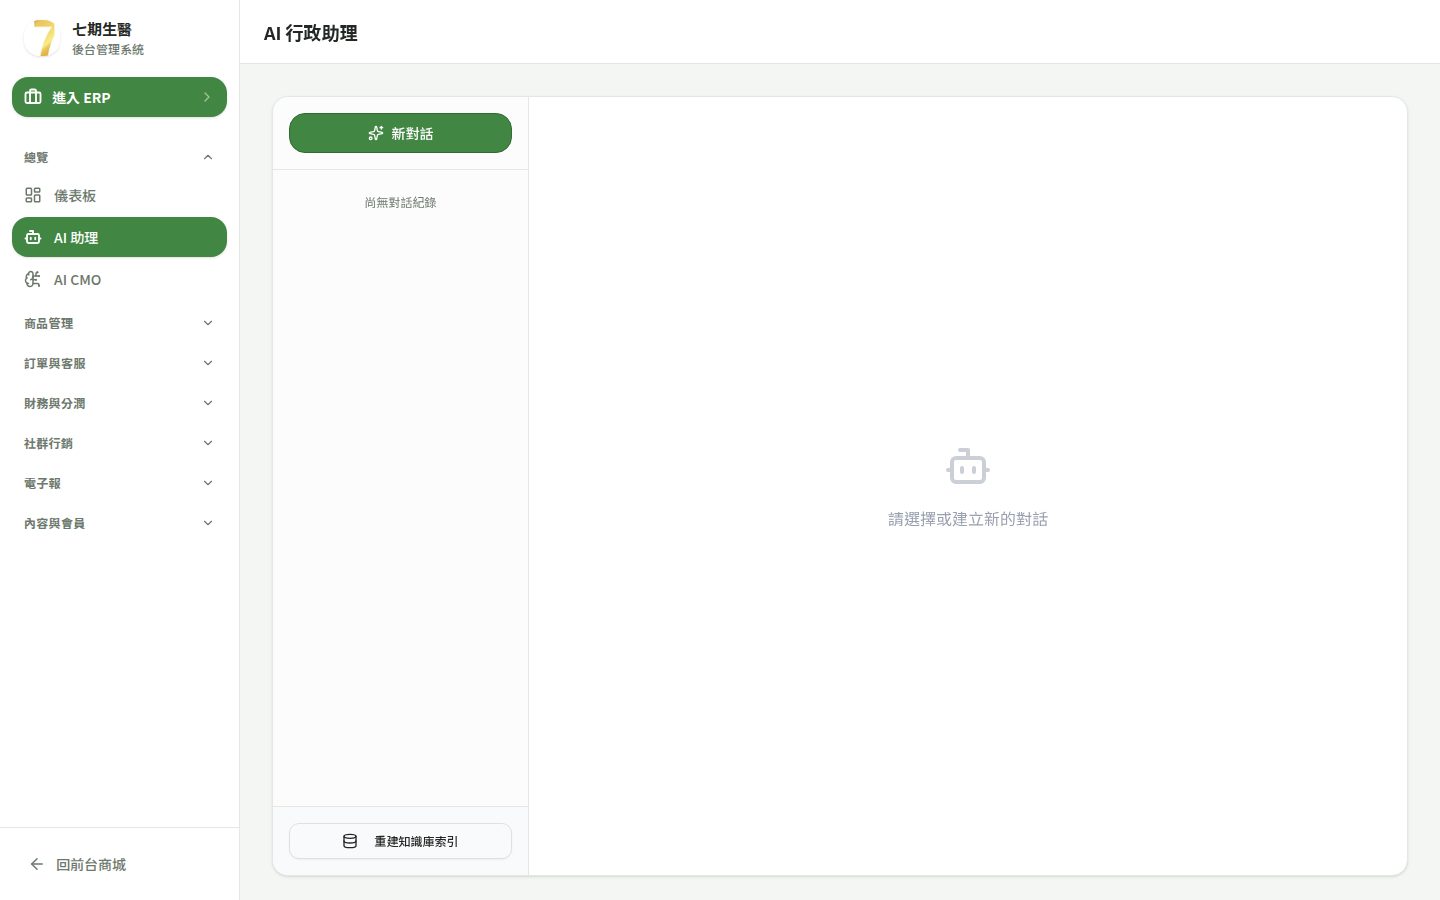 七期生醫
後台管理系統
進入 ERP
總覽
儀表板
AI 助理
AI CMO
商品管理
訂單與客服
財務與分潤
社群行銷
電子報
內容與會員
回前台商城
AI 行政助理
新對話
尚無對話紀錄
重建知識庫索引
請選擇或建立新的對話